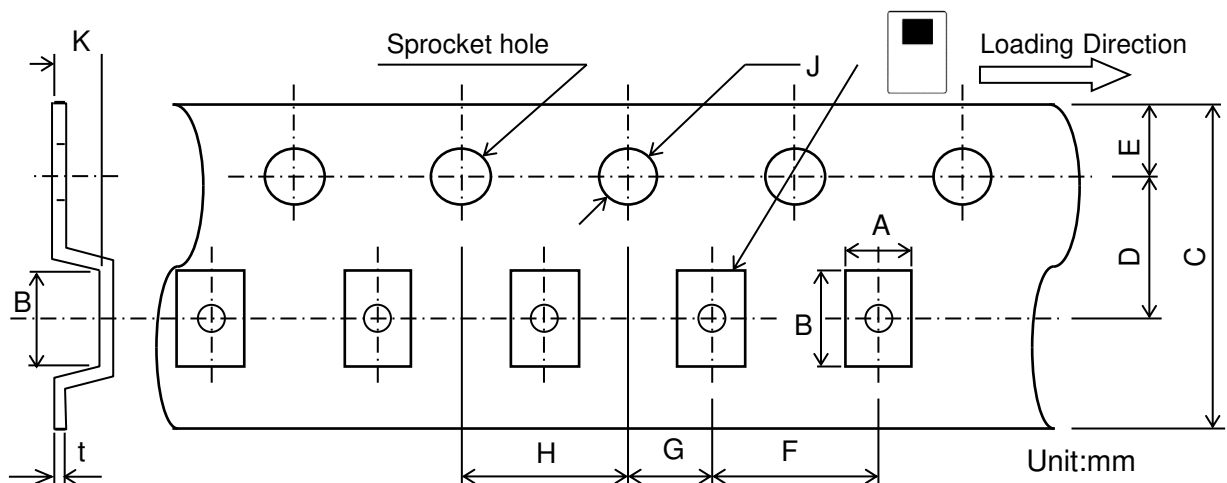 K
Sprocket hole
J
Loading Direction
E
A
D
C
B
B
t
H
G
F
Unit:mm